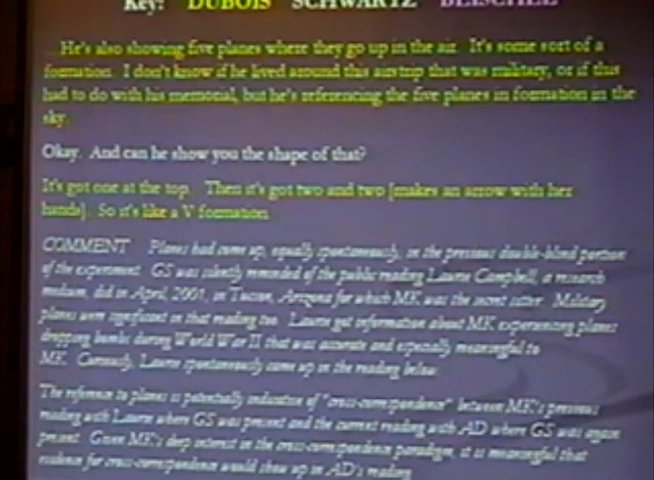 Key: DUBOIS SCHWARTZ BEISCHEL
He's also showing five planes where they go up in the air. It's some sort of a
formation. I don't know if he lived around this airstrip that was military, or if this
had to do with his memorial, but he's referencing the five planes in formation in the
sky.
Okay. And can he show you the shape of that?
It's got one at the top. Then it's got two and two [makes an arrow with her
hands]. So it's like a V formation.
COMMENT Planes had come up, equally spontaneously, in the previous double-blind portion
of the experiment. GS was silently reminded of the public reading Laurie Campbell, a research
medium, did in April, 2001, in Tucson, Arizona for which MK was the secret sitter. Military
planes were significant in that reading too. Laurie got information about MK experiencing planes
dropping bombs during World War II that was accurate and especially meaningful to
MK. Curiously, Laurie spontaneously came up in the reading below.
The reference to planes is potentially indicative of "cross-correspondence" between MK's previous
reading with Laurie where GS was present and the current reading with AD where GS was again
present. Given MK's deep interest in the cross-correspondence paradigm, it is meaningful that
evidence for cross-correspondence would show up in AD's reading.